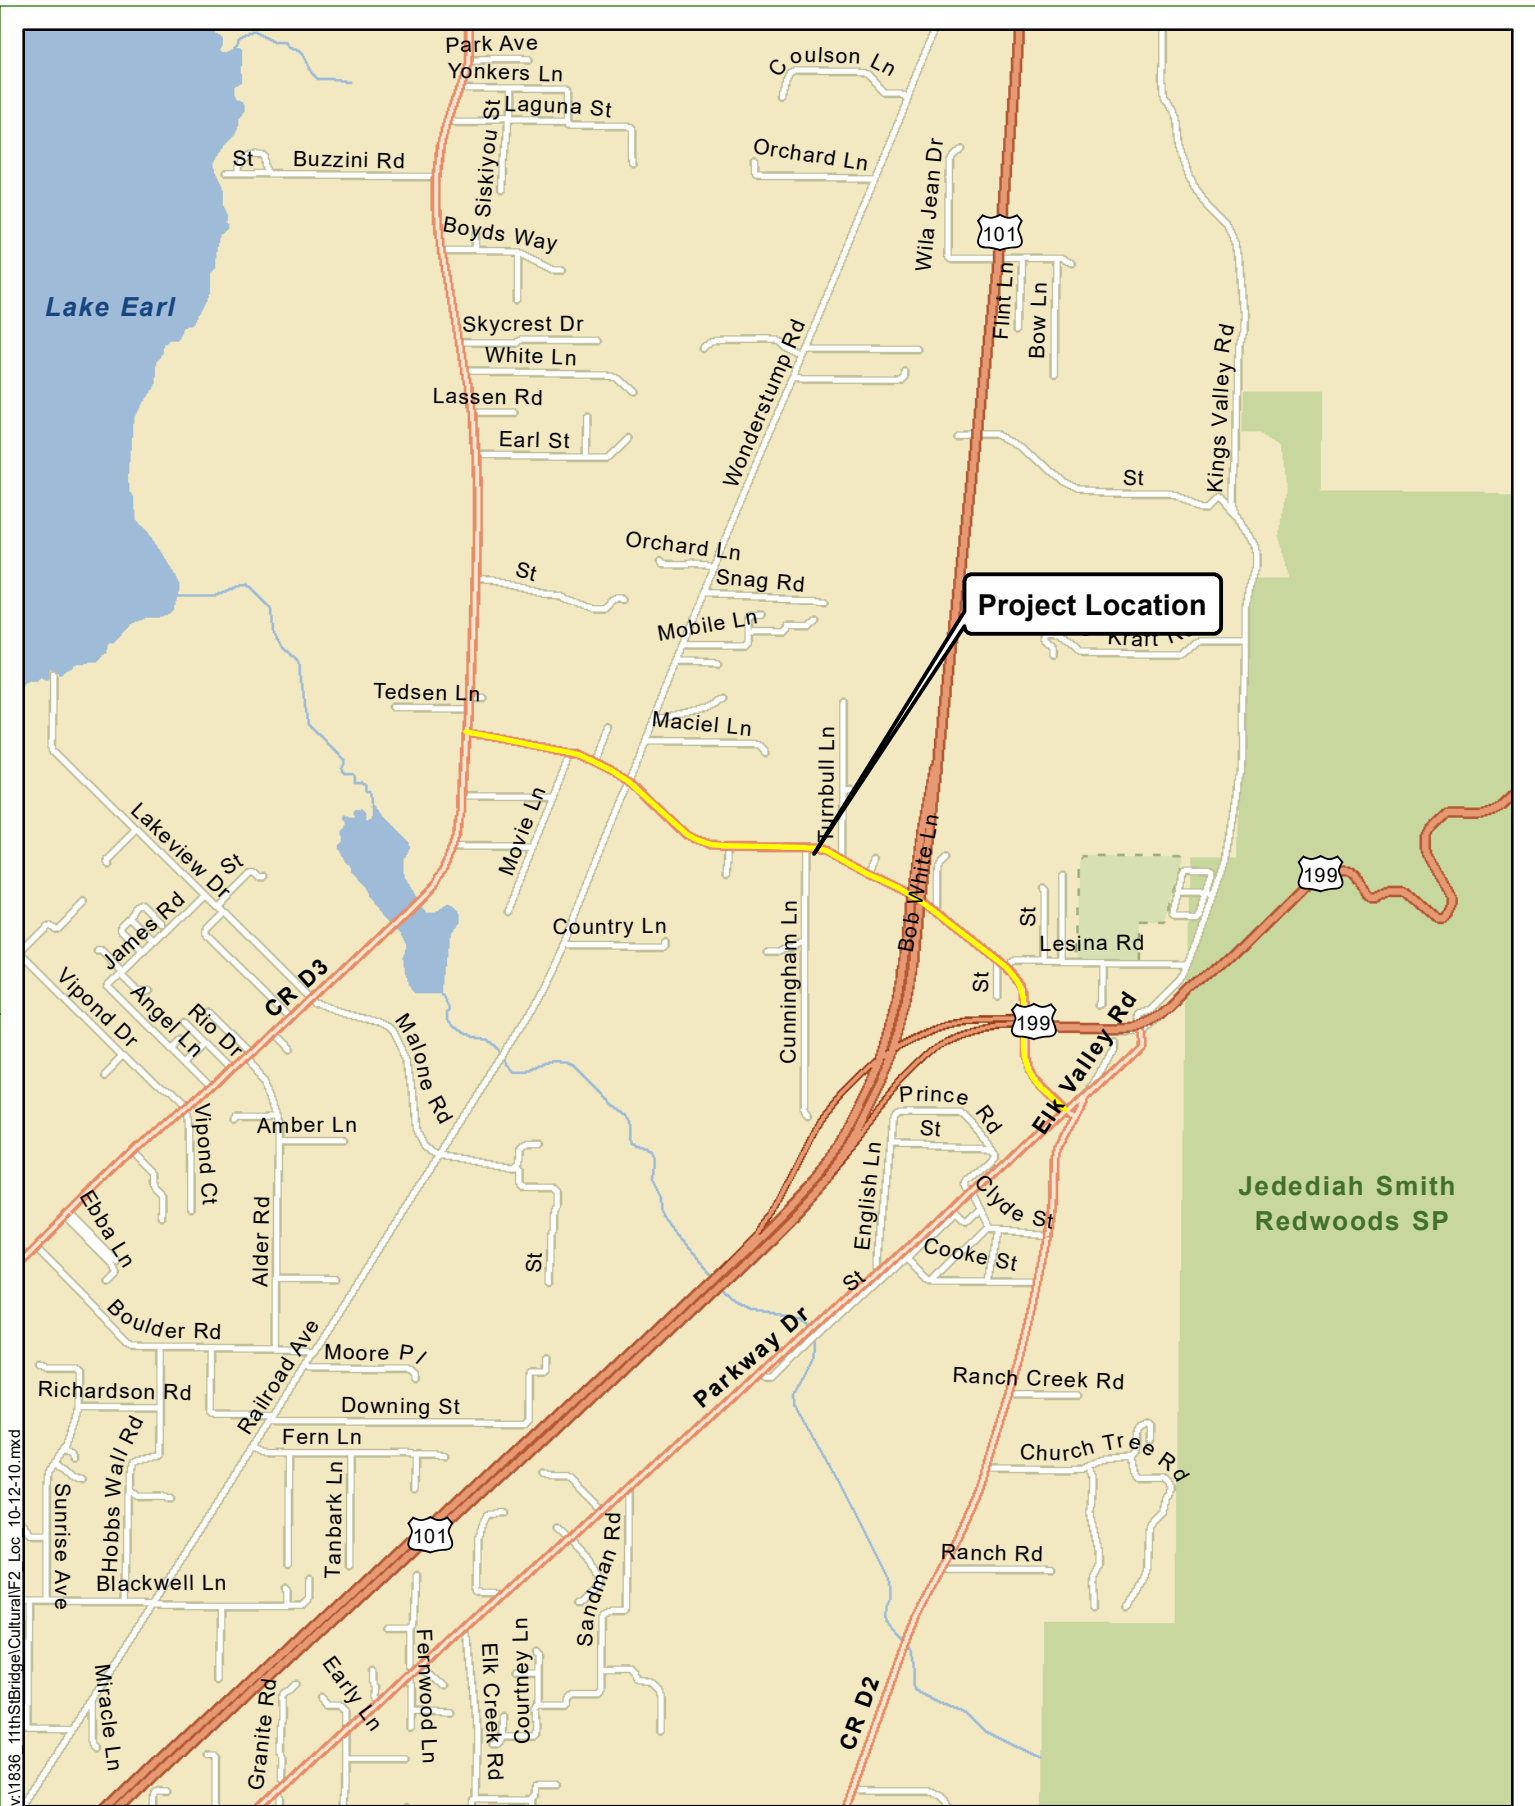 Park Ave
Yonkers Ln
Coulson Ln
Laguna St
Siskiyou St
St
Buzzini Rd
Orchard Ln
Wila Jean Dr
Boyds Way
101
Lake Earl
Flint Ln
Bow Ln
Skycrest Dr
White Ln
Wonderstump Rd
Kings Valley Rd
Lassen Rd
Earl St
St
Orchard Ln
St
Snag Rd
Project Location
Mobile Ln
Kraft
Tedsen Ln
Maciel Ln
Turnbull Ln
Movie Ln
Lakeview Dr
St
Bob White Ln
199
James Rd
Country Ln
Cunningham Ln
St
Lesina Rd
CR D3
Vipond Dr
Angel Ln
Rio Dr
St
Malone Rd
199
Elk Valley Rd
Prince Rd
St
Vipond Ct
Amber Ln
English Ln
Clyde St
Jedediah Smith
Redwoods SP
Ebba Ln
Alder Rd
St
Cooke St
St
Boulder Rd
Railroad Ave
Moore Pl
Parkway Dr
Richardson Rd
Downing St
Ranch Creek Rd
Hobbs Wall Rd
Fern Ln
Church Tree Rd
Sunrise Ave
Tanbark Ln
101
Sandman Rd
Ranch Rd
Blackwell Ln
Miracle Ln
Granite Rd
Early Ln
Fernwood Ln
Elk Creek Rd
Courtney Ln
CR D2
v:\1836_11thStBridge\Cultural\F2_Loc_10-12-10.mxd